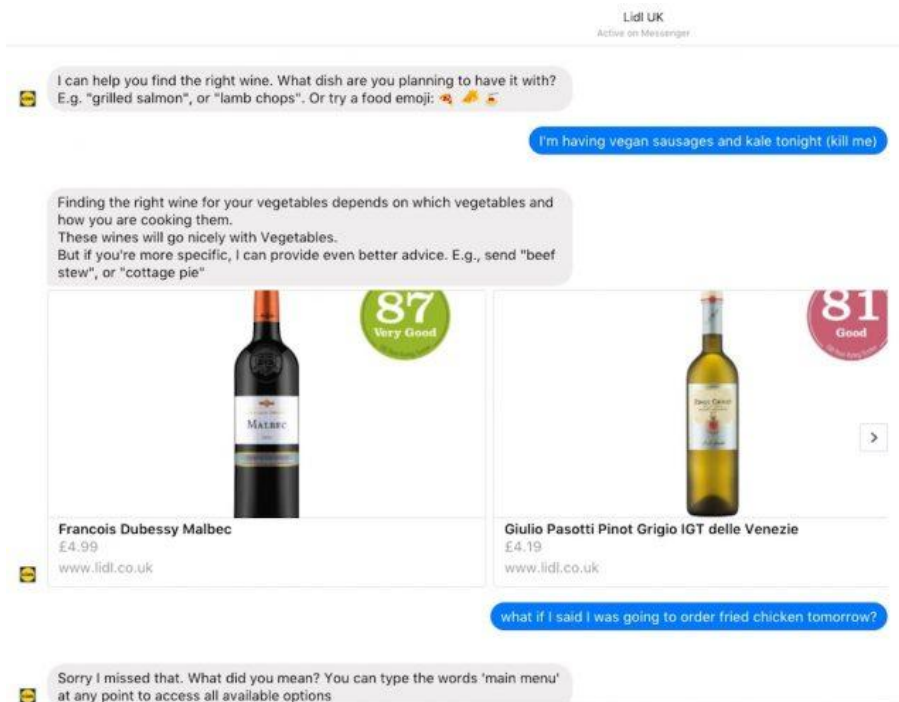 Lidl UK
Active on Messenger
I can help you find the right wine. What dish are you planning to have it with?
E.g. "grilled salmon", or "lamb chops". Or try a food emoji: 🍕 🧀 🍝
I'm having vegan sausages and kale tonight (kill me)
Finding the right wine for your vegetables depends on which vegetables and
how you are cooking them.
These wines will go nicely with Vegetables.
But if you're more specific, I can provide even better advice. E.g., send "beef
stew", or "cottage pie"
87
Very Good
81
Good
MALBEC
PINOT GRIGIO
Francois Dubessy Malbec
£4.99
www.lidl.co.uk
Giulio Pasotti Pinot Grigio IGT delle Venezie
£4.19
www.lidl.co.uk
what if I said I was going to order fried chicken tomorrow?
Sorry I missed that. What did you mean? You can type the words 'main menu'
at any point to access all available options